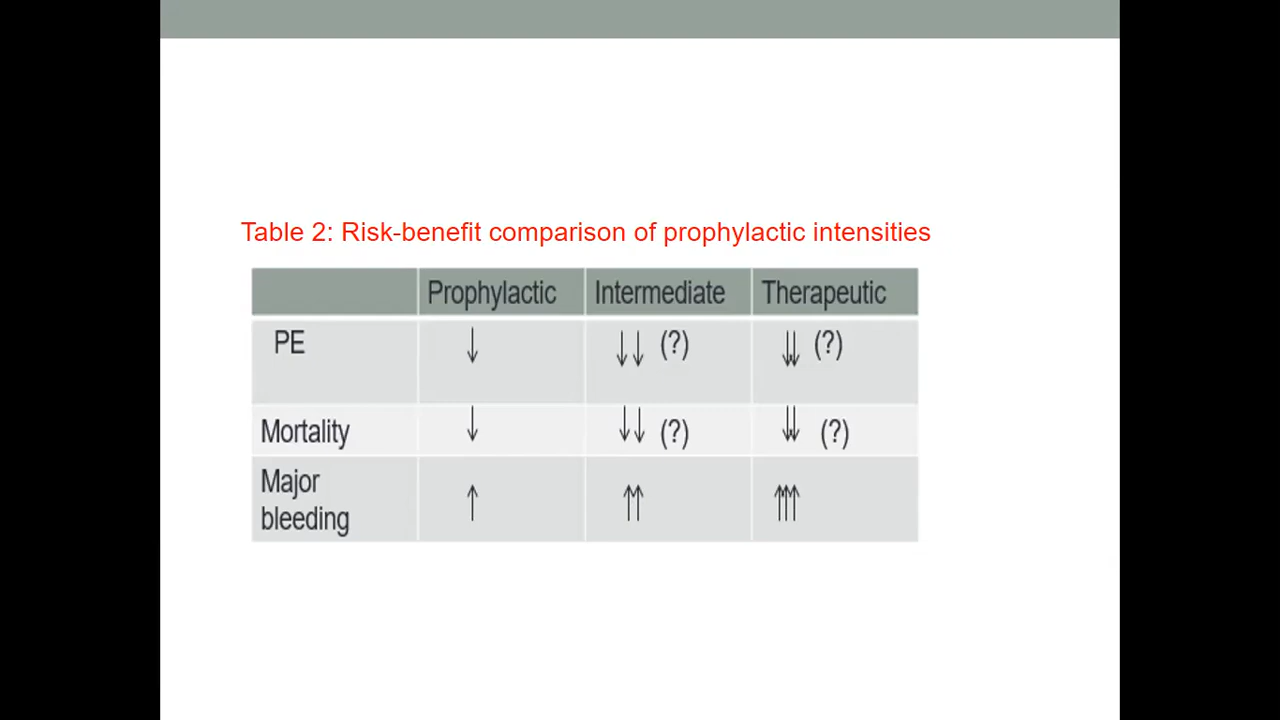 Table 2: Risk-benefit comparison of prophylactic intensities
Prophylactic Intermediate Therapeutic
PE ↓ ↓↓ (?) ↓↓ (?)
Mortality ↓ ↓↓ (?) ↓↓ (?)
Major
bleeding ↑ ↑↑ ↑↑↑